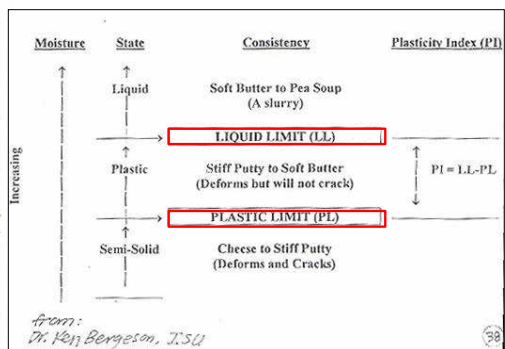 Moisture State Consistency Plasticity Index (PI)
Liquid Soft Butter to Pea Soup
(A slurry)
LIQUID LIMIT (LL)
Plastic Stiff Putty to Soft Butter PI = LL-PL
(Deforms but will not crack)
Increasing
PLASTIC LIMIT (PL)
Semi-Solid Cheese to Stiff Putty
(Deforms and Cracks)
from:
Dr. Ken Bergeson, ISU
38